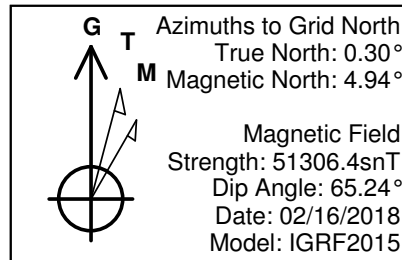 G T M
Azimuths to Grid North
True North: 0.30°
Magnetic North: 4.94°
Magnetic Field
Strength: 51306.4snT
Dip Angle: 65.24°
Date: 02/16/2018
Model: IGRF2015